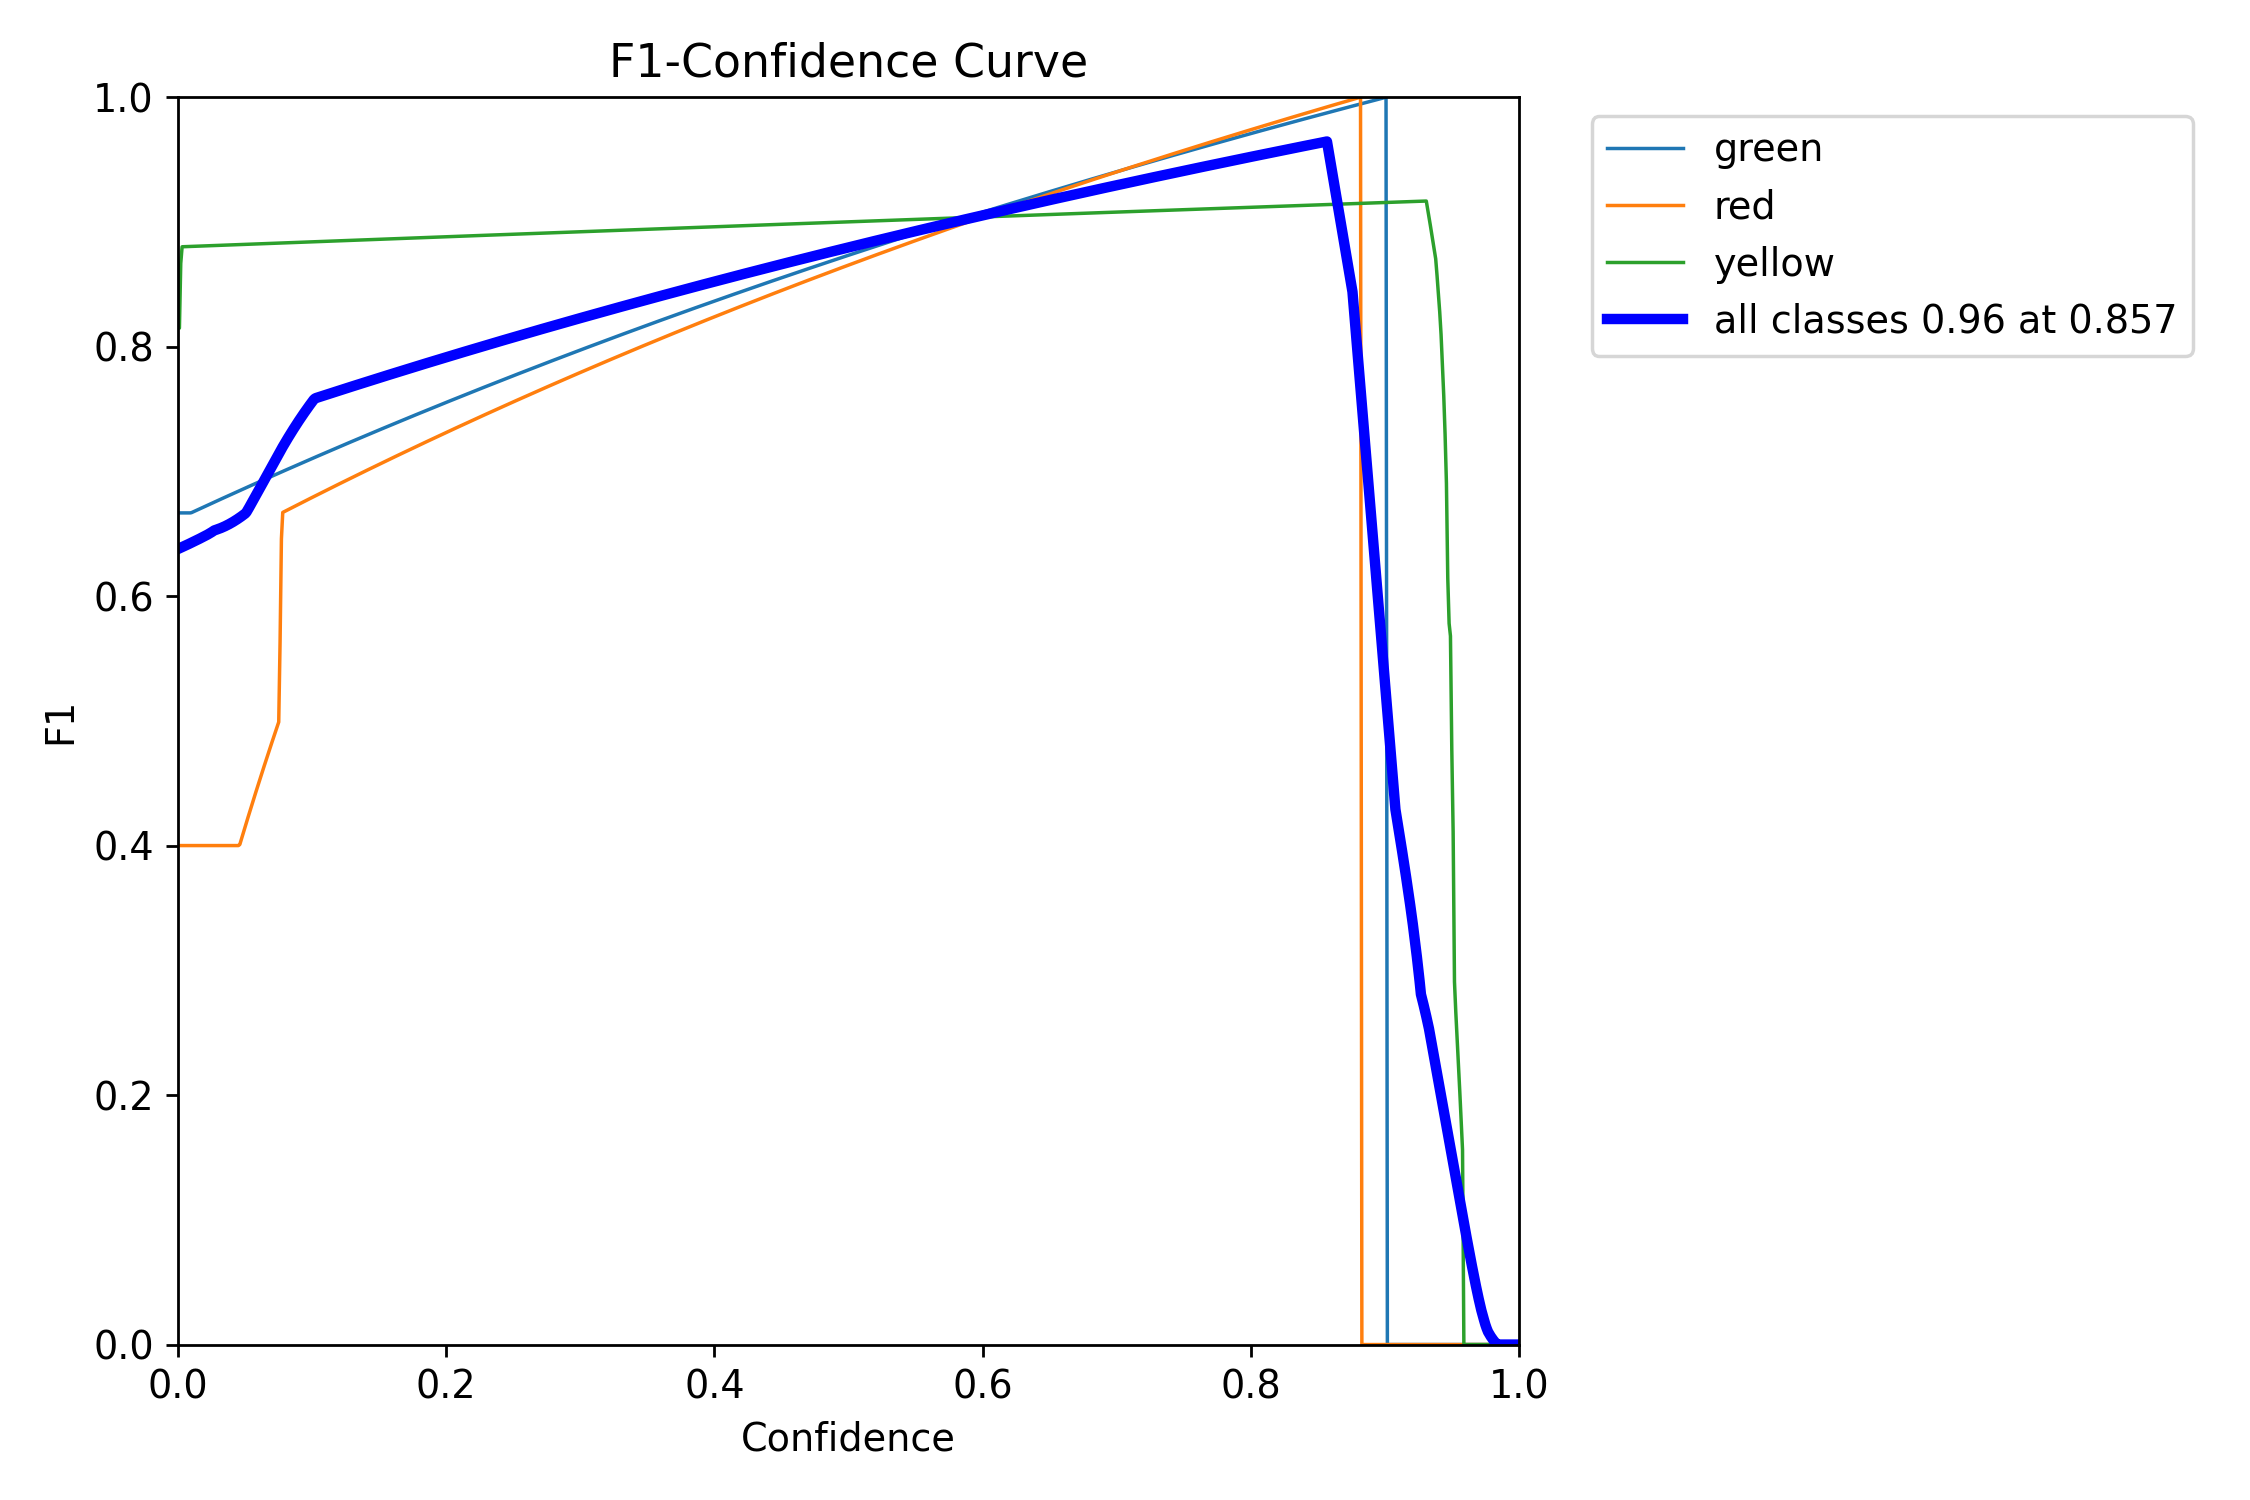 F1-Confidence Curve
1.0
0.8
0.6
0.4
0.2
0.0
F1
0.0 0.2 0.4 0.6 0.8 1.0
Confidence
green
red
yellow
all classes 0.96 at 0.857